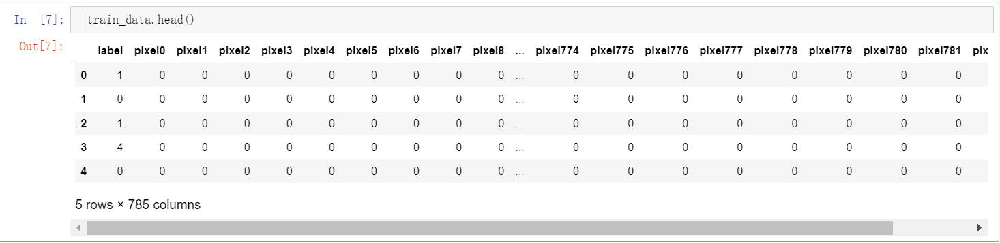 In [7]: train_data.head()
Out[7]:
label pixel0 pixel1 pixel2 pixel3 pixel4 pixel5 pixel6 pixel7 pixel8 ... pixel774 pixel775 pixel776 pixel777 pixel778 pixel779 pixel780 pixel781 pix
0 1 0 0 0 0 0 0 0 0 0 ... 0 0 0 0 0 0 0 0
1 0 0 0 0 0 0 0 0 0 0 ... 0 0 0 0 0 0 0 0
2 1 0 0 0 0 0 0 0 0 0 ... 0 0 0 0 0 0 0 0
3 4 0 0 0 0 0 0 0 0 0 ... 0 0 0 0 0 0 0 0
4 0 0 0 0 0 0 0 0 0 0 ... 0 0 0 0 0 0 0 0
5 rows × 785 columns